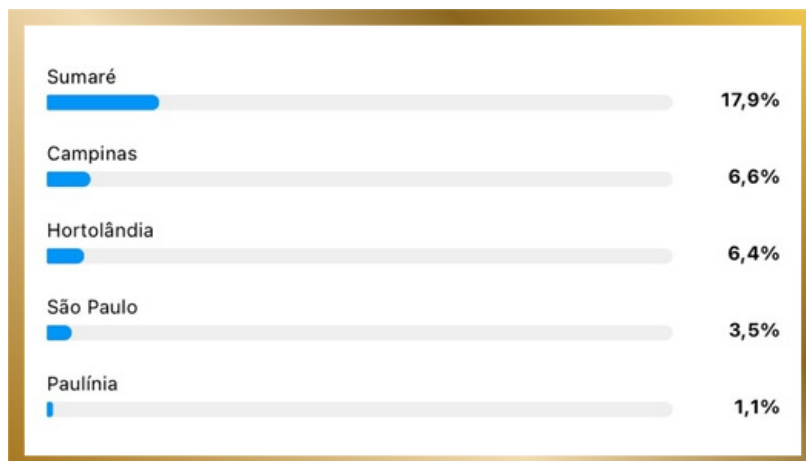 Sumaré
17,9%
Campinas
6,6%
Hortolândia
6,4%
São Paulo
3,5%
Paulínia
1,1%